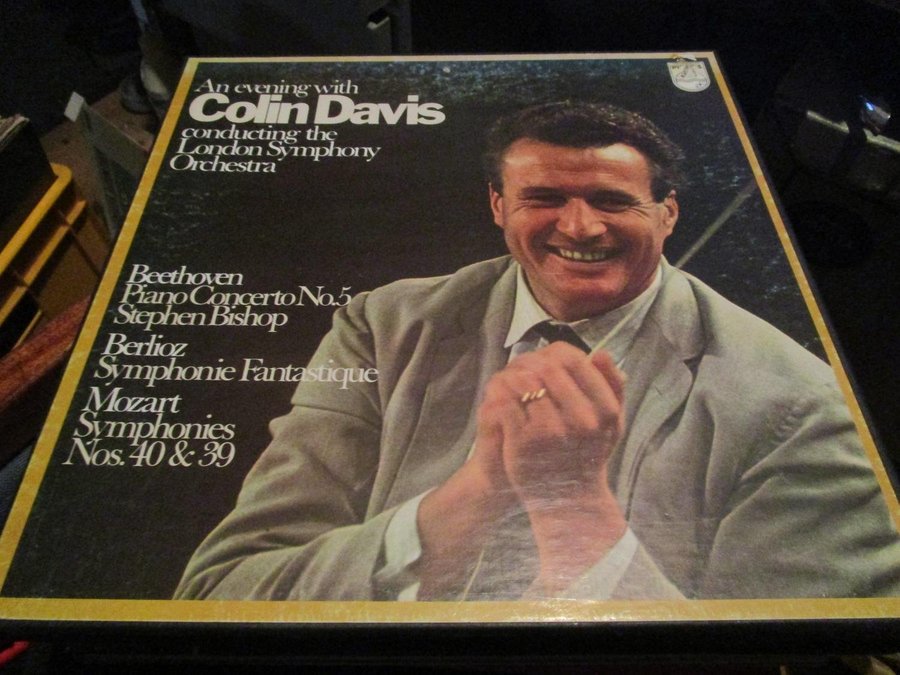 An evening with
Colin Davis
conducting the
London Symphony
Orchestra
Beethoven
Piano Concerto No.5
Stephen Bishop
Berlioz
Symphonie Fantastique
Mozart
Symphonies
Nos. 40 & 39